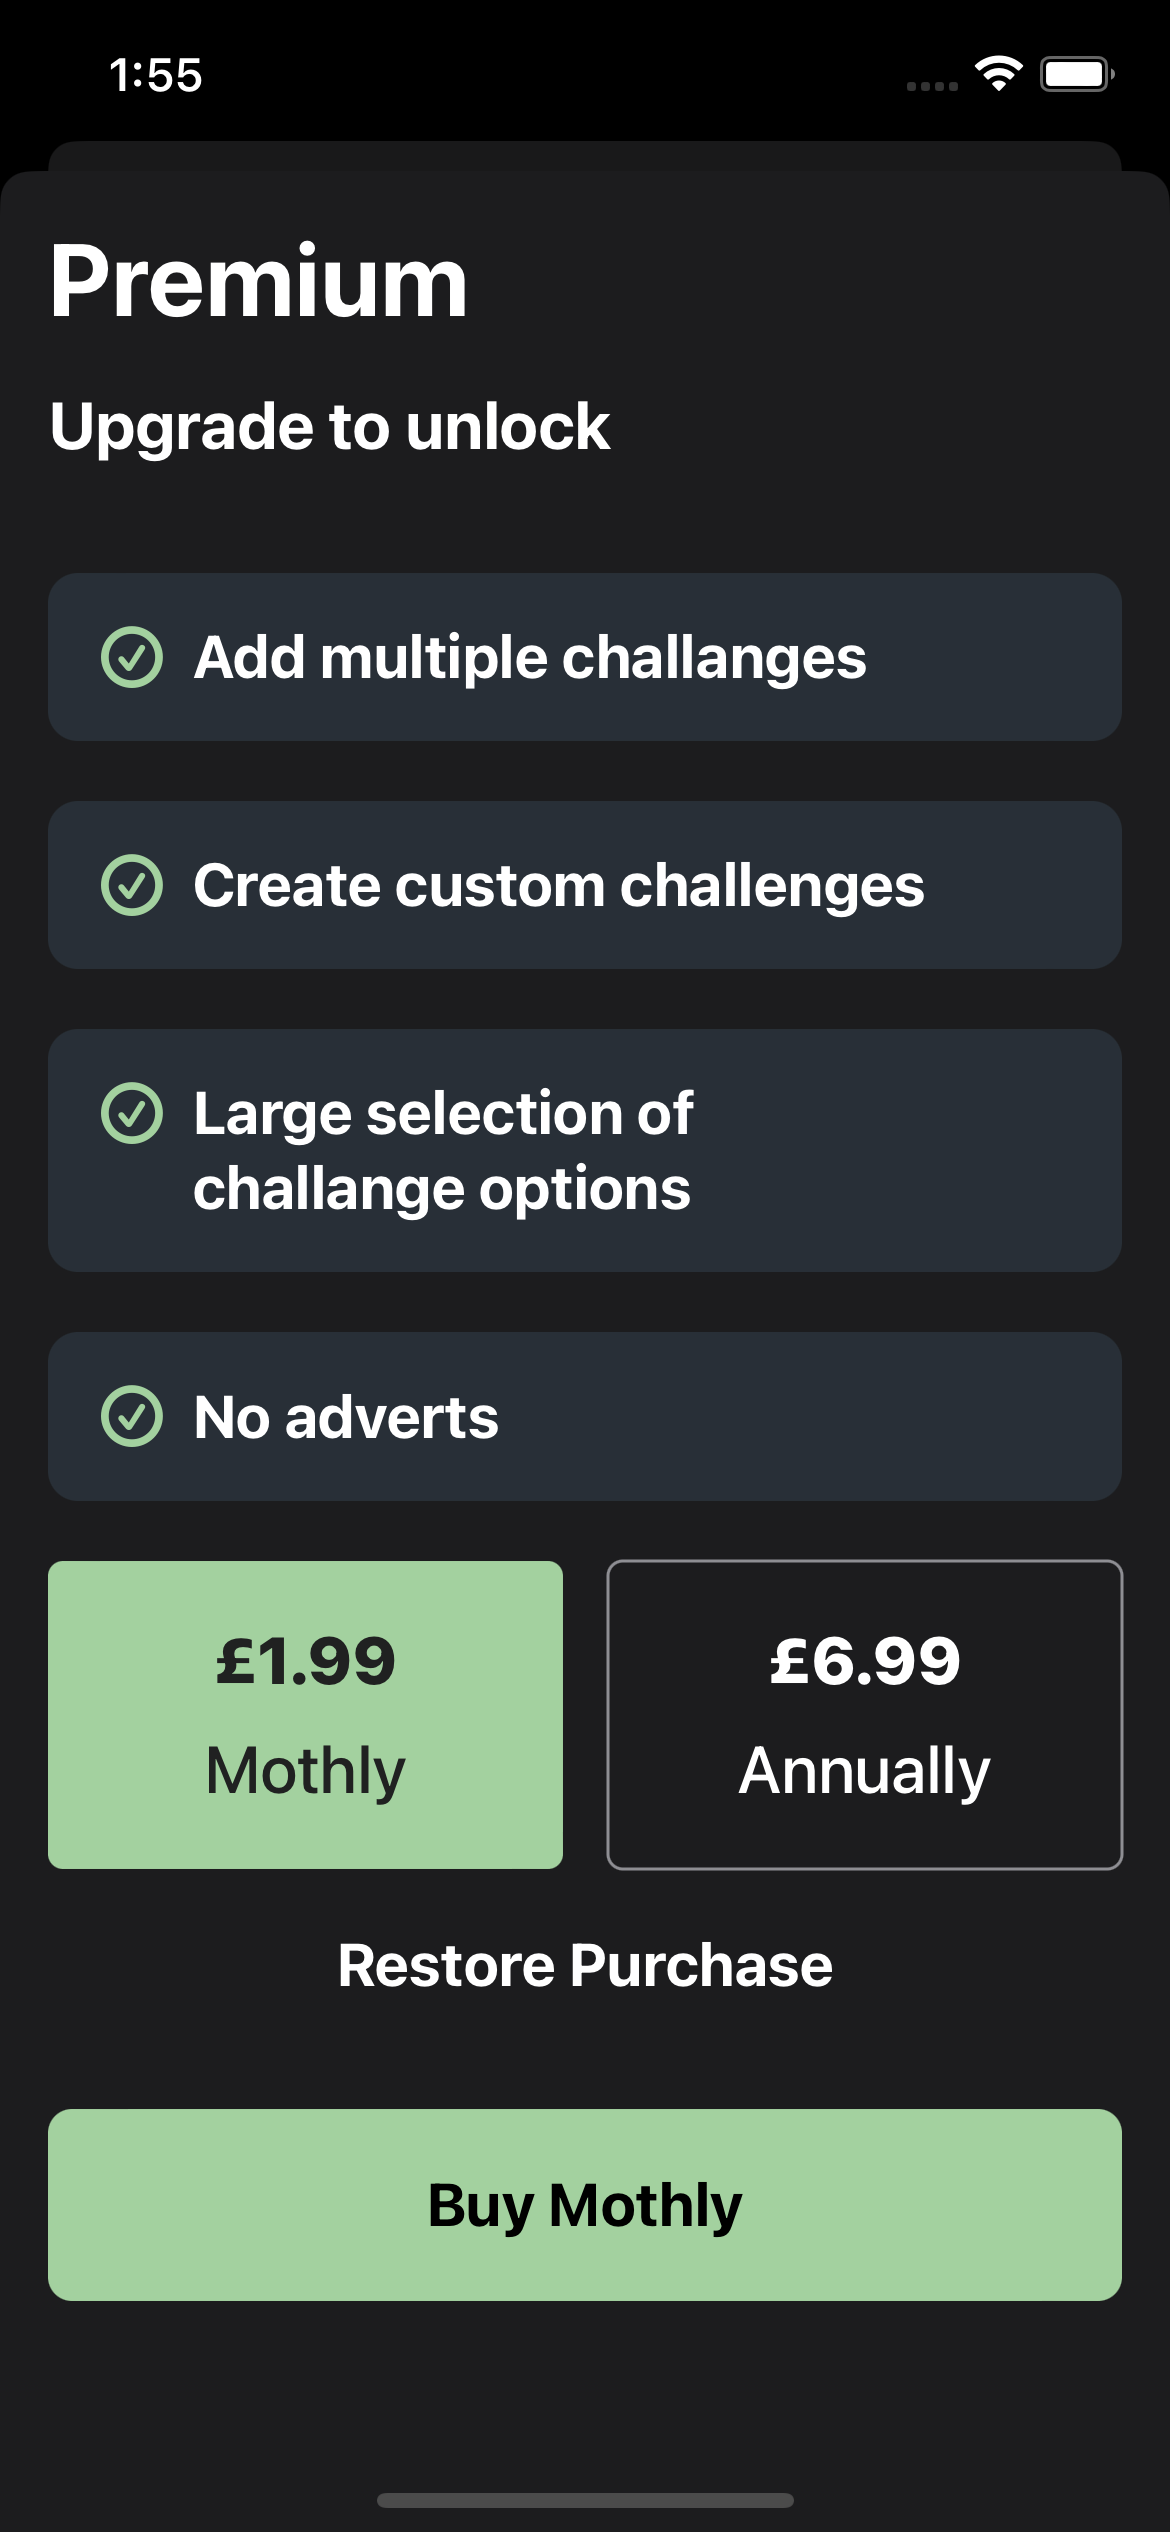 1:55
Premium
Upgrade to unlock
Add multiple challanges
Create custom challenges
Large selection of
challange options
No adverts
£1.99
Mothly
£6.99
Annually
Restore Purchase
Buy Mothly